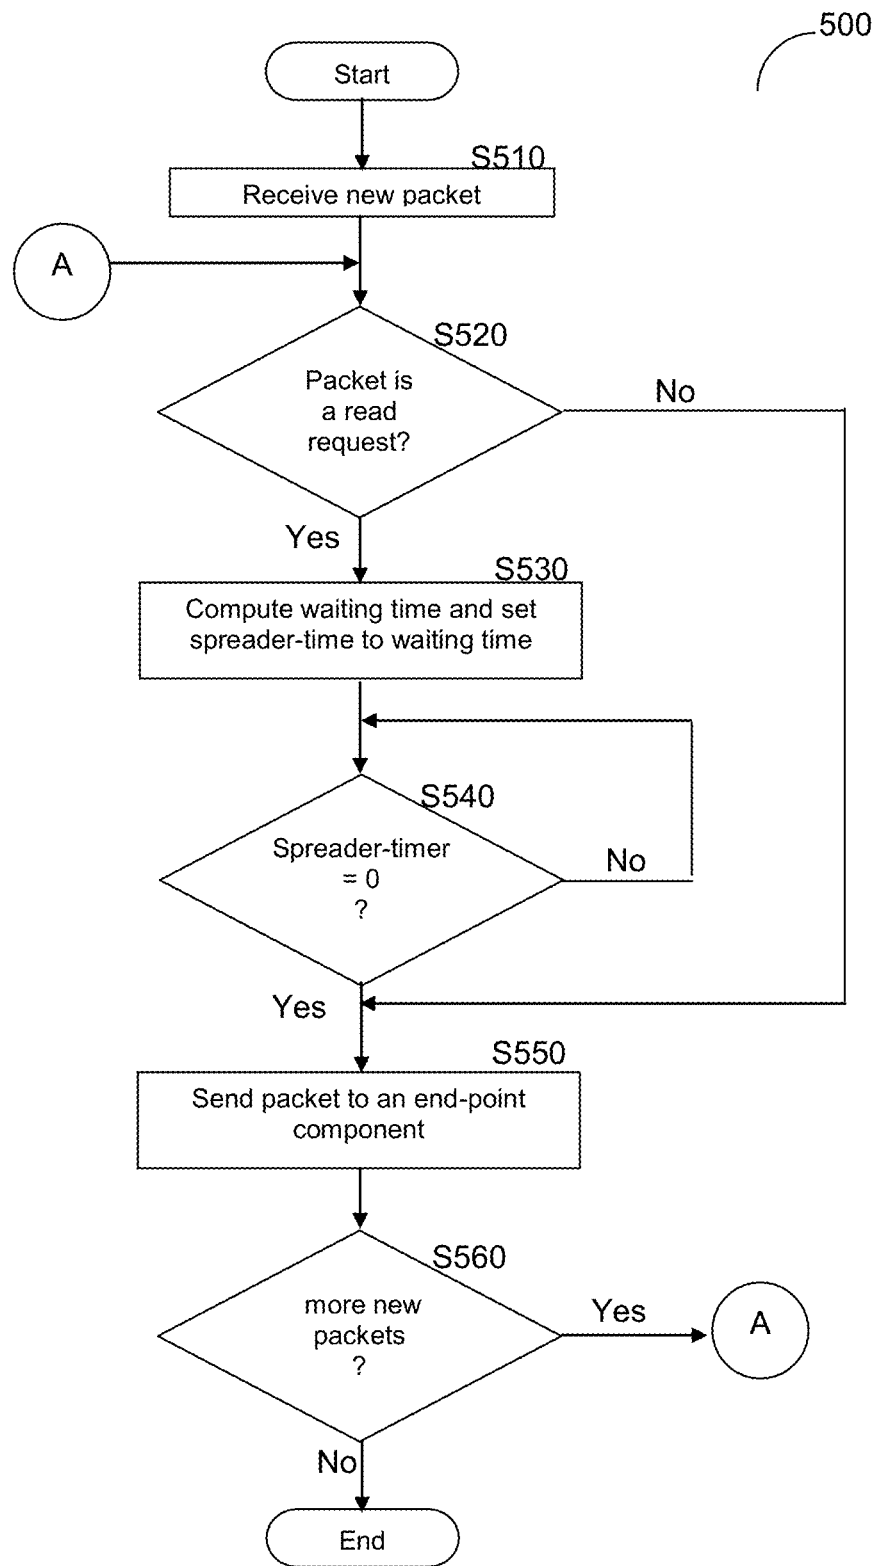 500
Start
S510
Receive new packet
A
S520
Packet is
a read
request?
No
Yes
S530
Compute waiting time and set
spreader-time to waiting time
S540
Spreader-timer
= 0
?
No
Yes
S550
Send packet to an end-point
component
S560
more new
packets
?
Yes
A
No
End